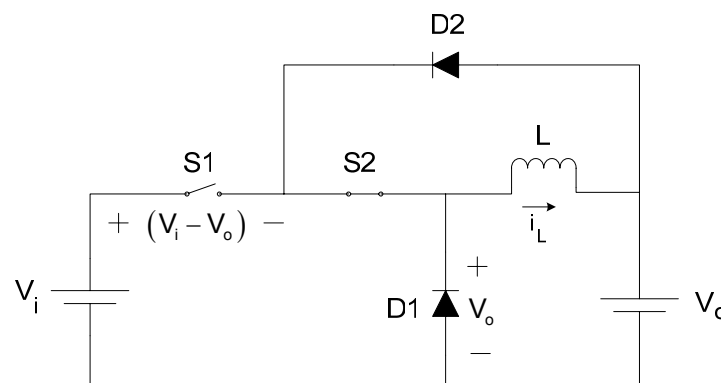 D2
L
S1
S2
+ (Vi – Vo) –
iL
Vi
D1
+
Vo
–
Vo